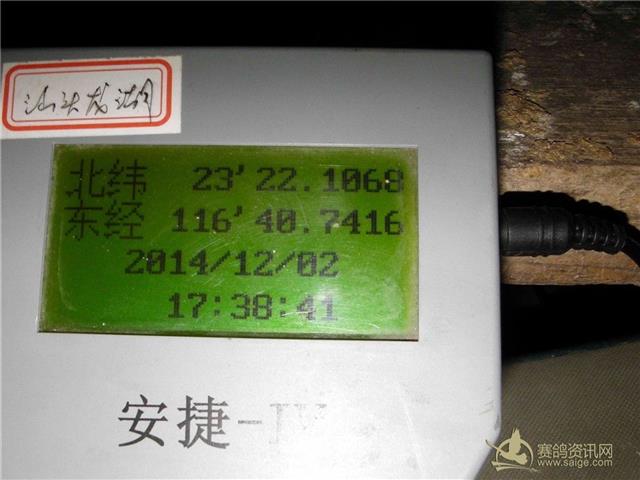 汕头龙湖
北纬 23'22.1068
东经 116'40.7416
2014/12/02
17:38:41
安捷-IV
赛鸽资讯网
www.saige.com